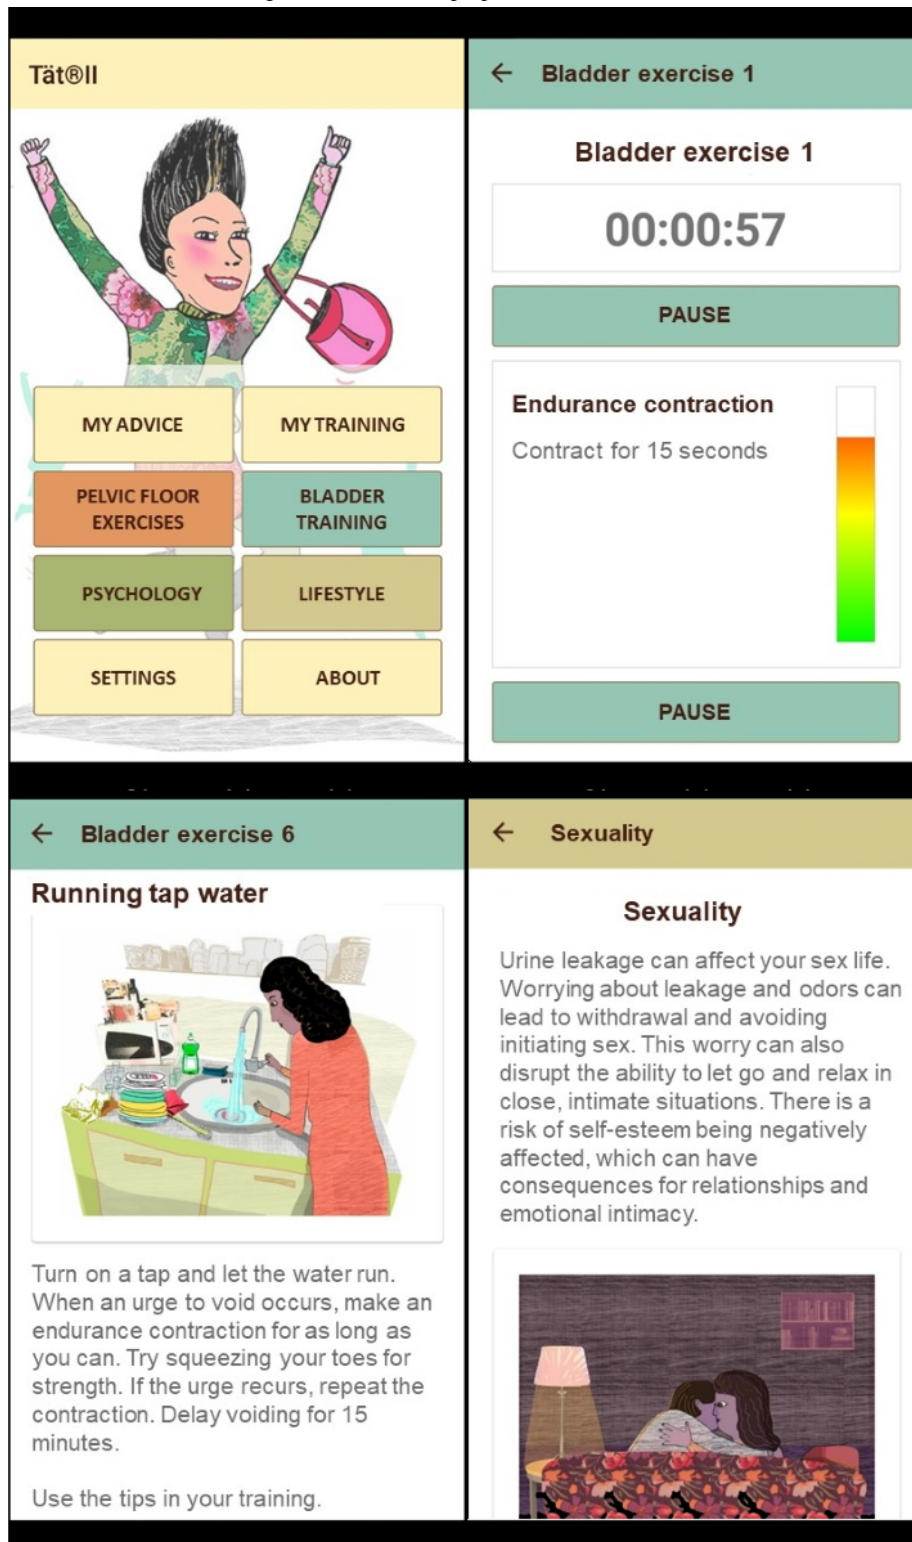 Tät®II
MY ADVICE
MY TRAINING
PELVIC FLOOR
EXERCISES
BLADDER
TRAINING
PSYCHOLOGY
LIFESTYLE
SETTINGS
ABOUT
← Bladder exercise 1
Bladder exercise 1
00:00:57
PAUSE
Endurance contraction
Contract for 15 seconds
PAUSE
← Bladder exercise 6
Running tap water
Turn on a tap and let the water run.
When an urge to void occurs, make an
endurance contraction for as long as
you can. Try squeezing your toes for
strength. If the urge recurs, repeat the
contraction. Delay voiding for 15
minutes.
Use the tips in your training.
← Sexuality
Sexuality
Urine leakage can affect your sex life.
Worrying about leakage and odors can
lead to withdrawal and avoiding
initiating sex. This worry can also
disrupt the ability to let go and relax in
close, intimate situations. There is a
risk of self-esteem being negatively
affected, which can have
consequences for relationships and
emotional intimacy.